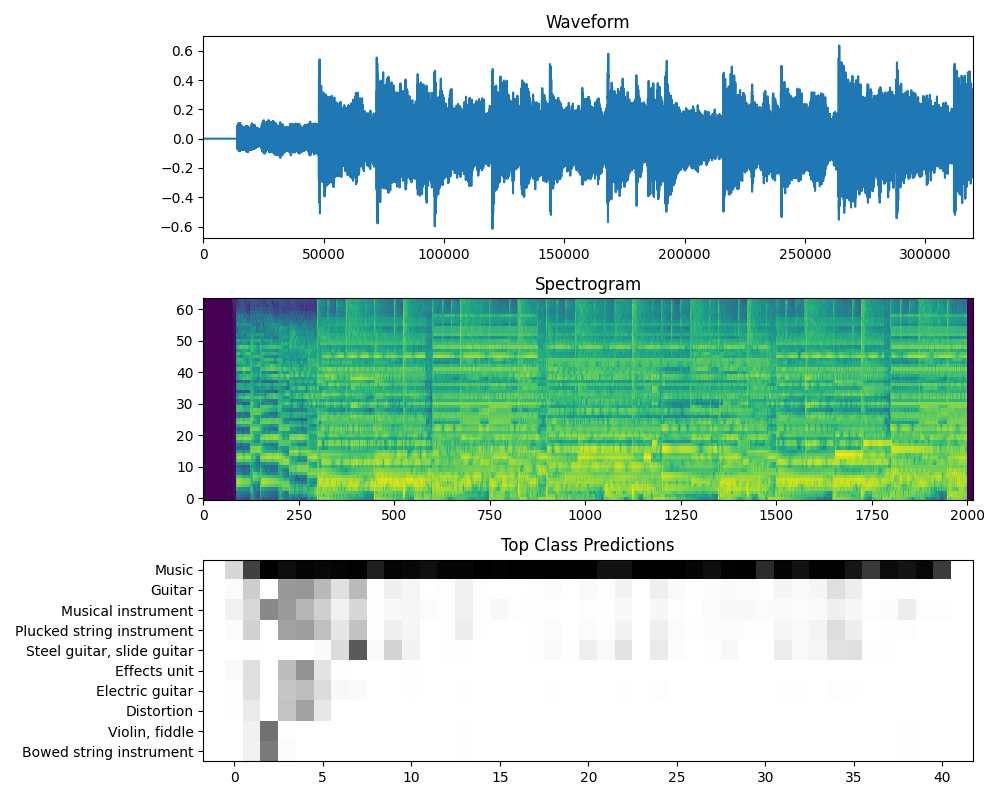 Waveform
0.6
0.4
0.2
0.0
−0.2
−0.4
−0.6
0 50000 100000 150000 200000 250000 300000
Spectrogram
60
50
40
30
20
10
0
0 250 500 750 1000 1250 1500 1750 2000
Top Class Predictions
Music
Guitar
Musical instrument
Plucked string instrument
Steel guitar, slide guitar
Effects unit
Electric guitar
Distortion
Violin, fiddle
Bowed string instrument
0 5 10 15 20 25 30 35 40